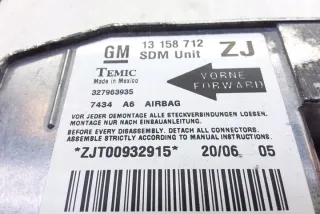 GM 13 158 712 ZJ
TEMIC SDM Unit
Made in Mexico
VORNE
FORWARD
327963935
7434 A6 AIRBAG
VOR JEDER DEMONTAGE ALLE STECKVERBINDUNGEN LOESEN.
MONTAGE NUR NACH EINBAUANLEITUNG.
BEFORE EVERY DISASSEMBLY, DETACH ALL CONNECTORS.
ASSEMBLE STRICTLY ACCORDING TO MANUAL INSTRUCTIONS.
*ZJT00932915* 20/06 05